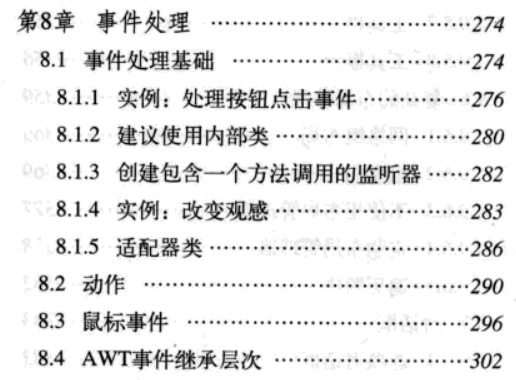 第8章 事件处理 ……………………274
8.1 事件处理基础 …………………274
8.1.1 实例：处理按钮点击事件 …………276
8.1.2 建议使用内部类 …………………280
8.1.3 创建包含一个方法调用的监听器 ……282
8.1.4 实例：改变观感 …………………283
8.1.5 适配器类 ………………………286
8.2 动作 ……………………………290
8.3 鼠标事件 ………………………296
8.4 AWT事件继承层次 ………………302